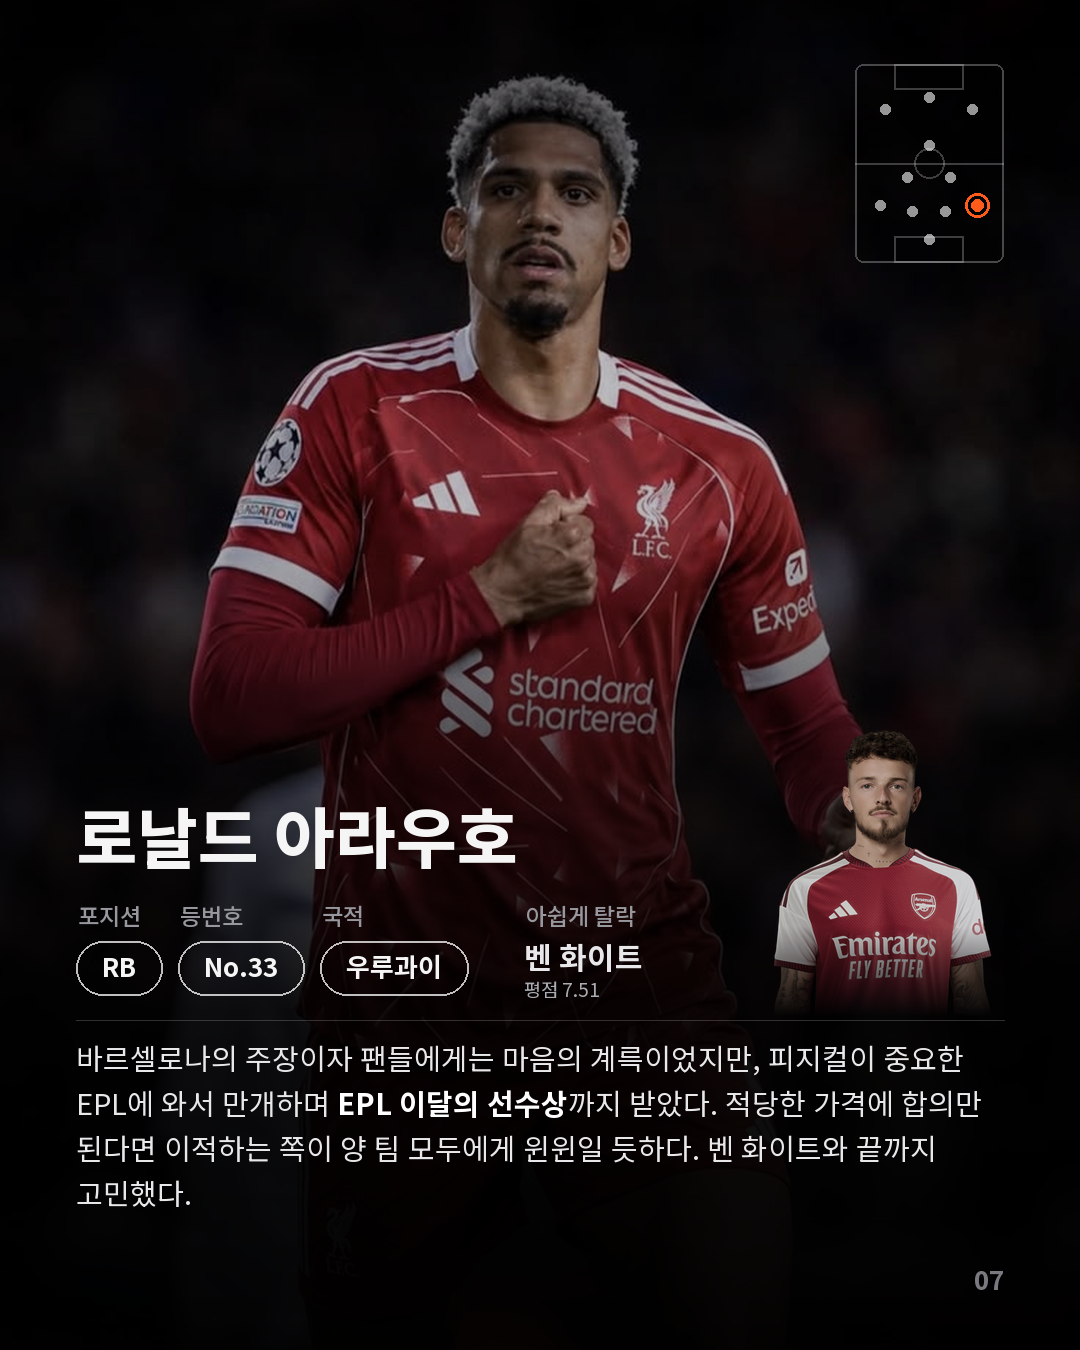 FOUNDATION
L.F.C.
Expedi
standard
chartered
로날드 아라우호
포지션 등번호 국적 아쉽게 탈락
RB No.33 우루과이 벤 화이트
평점 7.51
Arsenal
Emirates
FLY BETTER
바르셀로나의 주장이자 팬들에게는 마음의 계륵이었지만, 피지컬이 중요한
EPL에 와서 만개하며 EPL 이달의 선수상까지 받았다. 적당한 가격에 합의만
된다면 이적하는 쪽이 양 팀 모두에게 윈윈일 듯하다. 벤 화이트와 끝까지
고민했다.
07